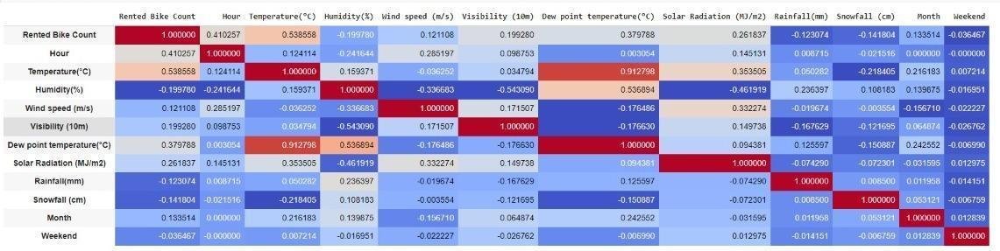 Rented Bike Count Hour Temperature(°C) Humidity(%) Wind speed (m/s) Visibility (10m) Dew point temperature(°C) Solar Radiation (MJ/m2) Rainfall(mm) Snowfall (cm) Month Weekend
Rented Bike Count 1.000000 0.410257 0.538558 -0.199780 0.121108 0.199280 0.379788 0.261837 -0.123074 -0.141804 0.133514 -0.036467
Hour 0.410257 1.000000 0.124114 -0.241644 0.285197 0.098753 0.003054 0.145131 0.008715 -0.021516 0.000000 -0.000000
Temperature(°C) 0.538558 0.124114 1.000000 0.159371 -0.036252 0.034794 0.912798 0.353505 0.050282 -0.218405 0.216183 0.007214
Humidity(%) -0.199780 -0.241644 0.159371 1.000000 -0.336683 -0.543090 0.536894 -0.461919 0.236397 0.108183 0.139875 -0.016951
Wind speed (m/s) 0.121108 0.285197 -0.036252 -0.336683 1.000000 0.171507 -0.176486 0.332274 -0.019674 -0.003554 -0.156710 -0.022227
Visibility (10m) 0.199280 0.098753 0.034794 -0.543090 0.171507 1.000000 -0.176630 0.149738 -0.167629 -0.121695 0.064874 -0.026762
Dew point temperature(°C) 0.379788 0.003054 0.912798 0.536894 -0.176486 -0.176630 1.000000 0.094381 0.125597 -0.150887 0.242552 -0.006990
Solar Radiation (MJ/m2) 0.261837 0.145131 0.353505 -0.461919 0.332274 0.149738 0.094381 1.000000 -0.074290 -0.072301 -0.031595 0.012975
Rainfall(mm) -0.123074 0.008715 0.050282 0.236397 -0.019674 -0.167629 0.125597 -0.074290 1.000000 0.008500 0.011958 -0.014151
Snowfall (cm) -0.141804 -0.021516 -0.218405 0.108183 -0.003554 -0.121695 -0.150887 -0.072301 0.008500 1.000000 0.053121 -0.006759
Month 0.133514 0.000000 0.216183 0.139875 -0.156710 0.064874 0.242552 -0.031595 0.011958 0.053121 1.000000 0.012839
Weekend -0.036467 -0.000000 0.007214 -0.016951 -0.022227 -0.026762 -0.006990 0.012975 -0.014151 -0.006759 0.012839 1.000000